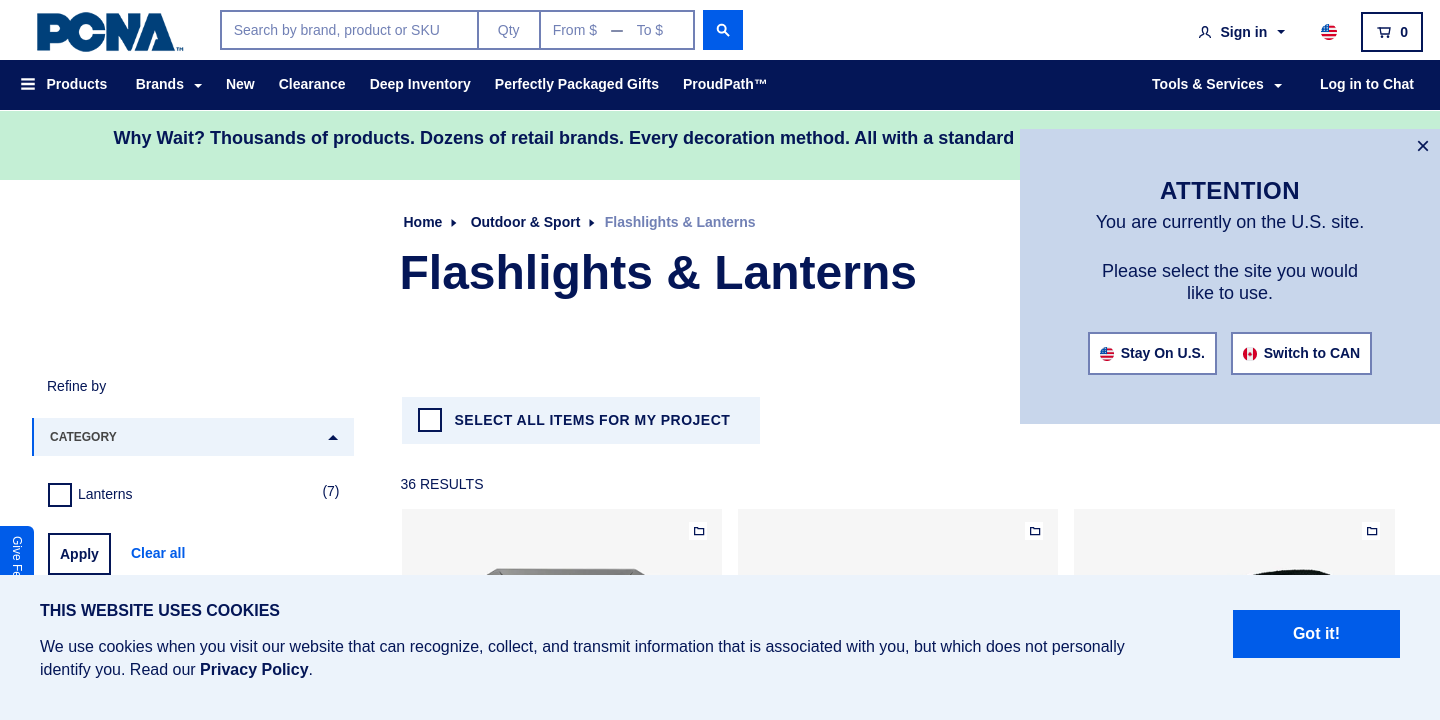 PCNA™
Search by brand, product or SKU
Qty
From $ — To $
Sign in
0
Products
Brands
New
Clearance
Deep Inventory
Perfectly Packaged Gifts
ProudPath™
Tools & Services
Log in to Chat
Why Wait? Thousands of products. Dozens of retail brands. Every decoration method. All with a standard
×
ATTENTION
You are currently on the U.S. site.
Please select the site you would
like to use.
Stay On U.S.
Switch to CAN
Home
Outdoor & Sport
Flashlights & Lanterns
Flashlights & Lanterns
Refine by
CATEGORY
Lanterns
(7)
Apply
Clear all
SELECT ALL ITEMS FOR MY PROJECT
36 RESULTS
Give Fe
THIS WEBSITE USES COOKIES
We use cookies when you visit our website that can recognize, collect, and transmit information that is associated with you, but which does not personally
identify you. Read our Privacy Policy.
Got it!